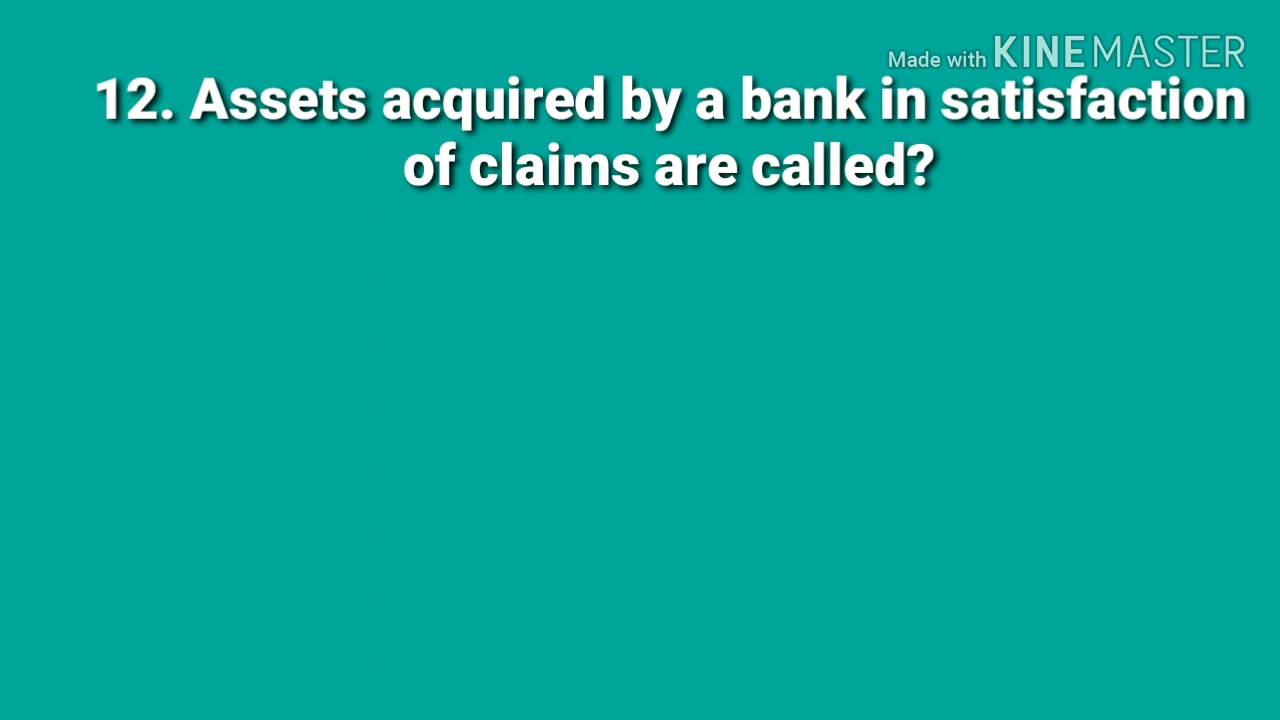 Made with KINEMASTER
12. Assets acquired by a bank in satisfaction
of claims are called?